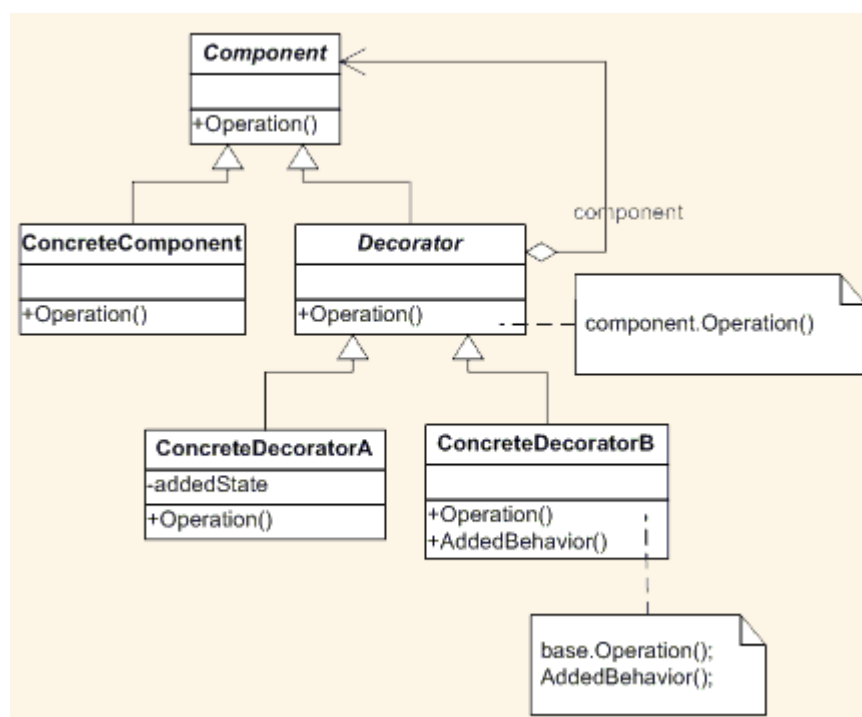 Component
+Operation()
component
ConcreteComponent
+Operation()
Decorator
+Operation()
component.Operation()
ConcreteDecoratorA
-addedState
+Operation()
ConcreteDecoratorB
+Operation()
+AddedBehavior()
base.Operation();
AddedBehavior();